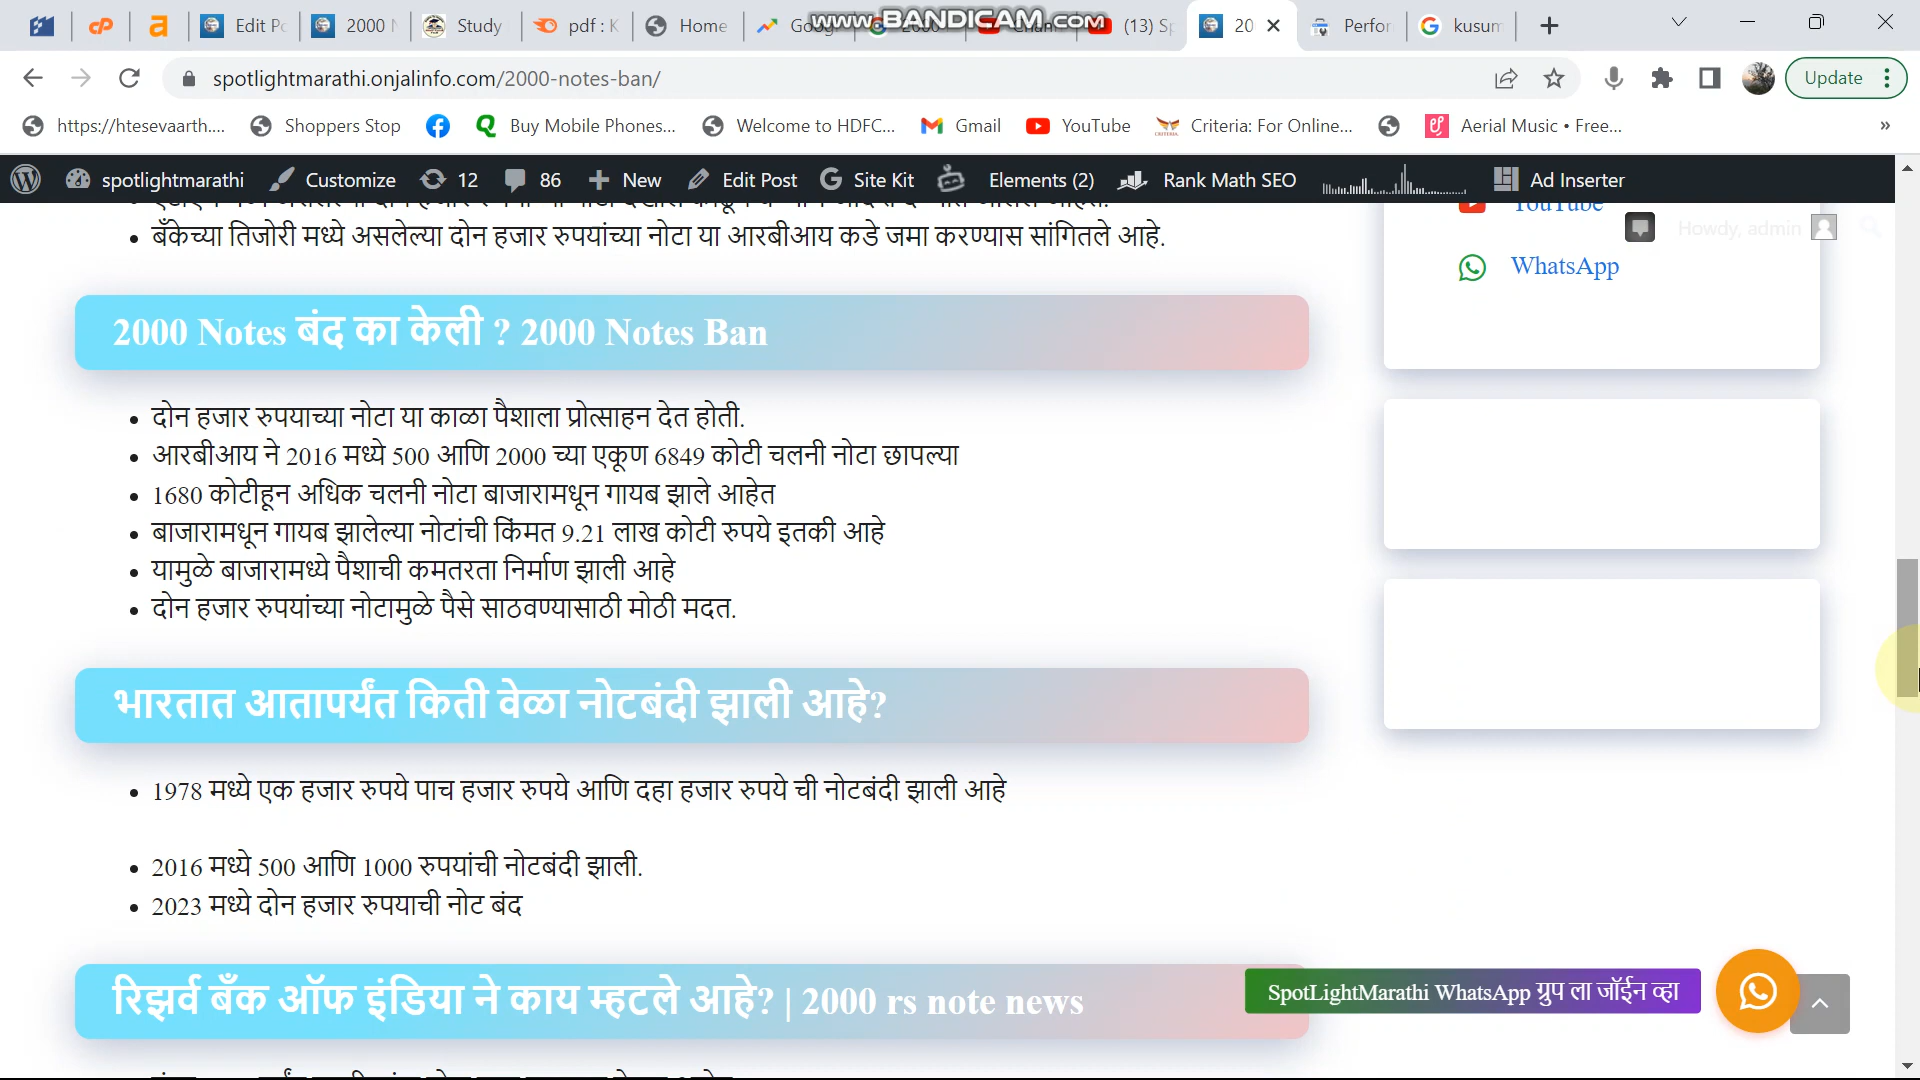 Edit Pc
2000 N
Study
pdf : K
Home
www.BANDICAM.com
(13) Sp
20
Perfor
kusum
spotlightmarathi.onjalinfo.com/2000-notes-ban/
Update
https://htesevaarth....
Shoppers Stop
Buy Mobile Phones...
Welcome to HDFC...
Gmail
YouTube
Criteria: For Online...
Aerial Music • Free...
»
spotlightmarathi
Customize
12
86
New
Edit Post
Site Kit
Elements (2)
Rank Math SEO
Ad Inserter
YouTube
Howdy, admin
बँकेच्या तिजोरी मध्ये असलेल्या दोन हजार रुपयांच्या नोटा या आरबीआय कडे जमा करण्यास सांगितले आहे.
WhatsApp
2000 Notes बंद का केली ? 2000 Notes Ban
दोन हजार रुपयाच्या नोटा या काळा पैशाला प्रोत्साहन देत होती.
आरबीआय ने 2016 मध्ये 500 आणि 2000 च्या एकूण 6849 कोटी चलनी नोटा छापल्या
1680 कोटीहून अधिक चलनी नोटा बाजारामधून गायब झाले आहेत
बाजारामधून गायब झालेल्या नोटांची किंमत 9.21 लाख कोटी रुपये इतकी आहे
यामुळे बाजारामध्ये पैशाची कमतरता निर्माण झाली आहे
दोन हजार रुपयांच्या नोटामुळे पैसे साठवण्यासाठी मोठी मदत.
भारतात आतापर्यंत किती वेळा नोटबंदी झाली आहे?
1978 मध्ये एक हजार रुपये पाच हजार रुपये आणि दहा हजार रुपये ची नोटबंदी झाली आहे
2016 मध्ये 500 आणि 1000 रुपयांची नोटबंदी झाली.
2023 मध्ये दोन हजार रुपयाची नोट बंद
रिझर्व बँक ऑफ इंडिया ने काय म्हटले आहे? | 2000 rs note news
SpotLightMarathi WhatsApp ग्रुप ला जॉईन व्हा